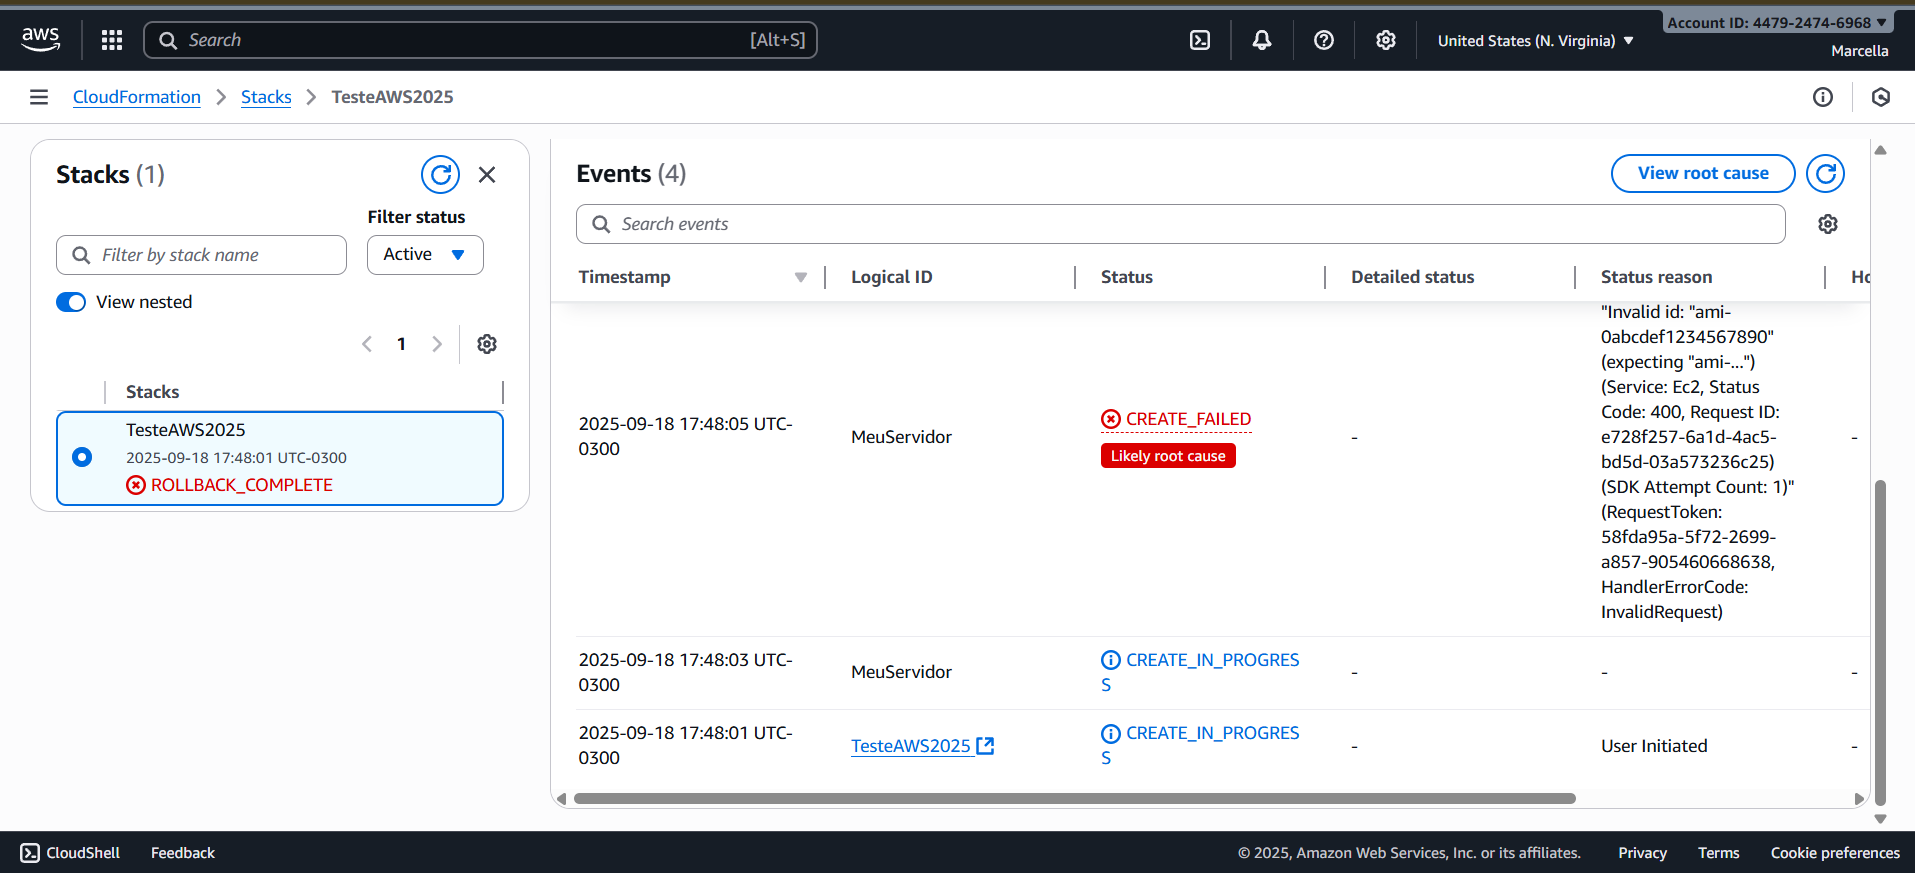 aws
Search
[Alt+S]
United States (N. Virginia) ▼
Account ID: 4479-2474-6968 ▼
Marcella
CloudFormation
Stacks
TesteAWS2025
Stacks (1)
Filter status
Filter by stack name
Active
View nested
1
Stacks
TesteAWS2025
2025-09-18 17:48:01 UTC-0300
ROLLBACK_COMPLETE
Events (4)
View root cause
Search events
Timestamp
Logical ID
Status
Detailed status
Status reason
Ho
2025-09-18 17:48:05 UTC-
0300
MeuServidor
CREATE_FAILED
Likely root cause
-
"Invalid id: "ami-
0abcdef1234567890"
(expecting "ami-...")
(Service: Ec2, Status
Code: 400, Request ID:
e728f257-6a1d-4ac5-
bd5d-03a573236c25)
(SDK Attempt Count: 1)"
(RequestToken:
58fda95a-5f72-2699-
a857-905460668638,
HandlerErrorCode:
InvalidRequest)
-
2025-09-18 17:48:03 UTC-
0300
MeuServidor
CREATE_IN_PROGRES
S
-
-
-
2025-09-18 17:48:01 UTC-
0300
TesteAWS2025
CREATE_IN_PROGRES
S
-
User Initiated
-
CloudShell
Feedback
© 2025, Amazon Web Services, Inc. or its affiliates.
Privacy
Terms
Cookie preferences